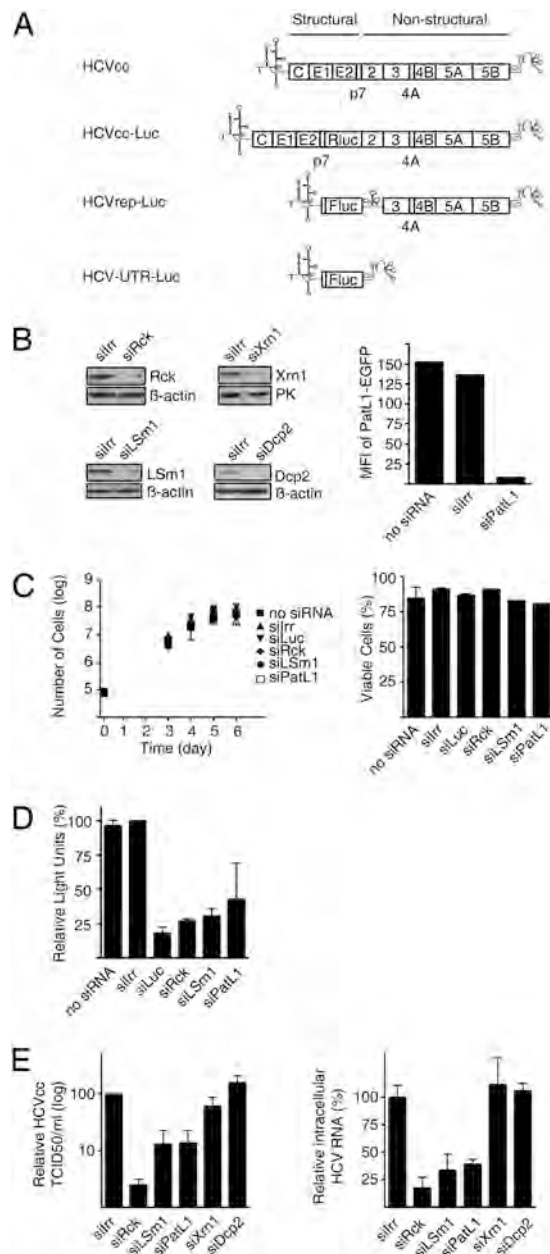 A
Structural Non-structural
HCVcc
C E1 E2 2 3 4B 5A 5B
p7 4A
HCVcc-Luc
C E1 E2 Rluc 2 3 4B 5A 5B
p7 4A
HCVrep-Luc
Fluc 3 4B 5A 5B
4A
HCV-UTR-Luc
Fluc
B
siIrr siRck
Rck
ß-actin
siIrr siXrn1
Xrn1
PK
siIrr siLSm1
LSm1
ß-actin
siIrr siDcp2
Dcp2
ß-actin
MFI of PatL1-EGFP
150
125
100
75
50
25
no siRNA siIrr siPatL1
C
Number of Cells (log)
9
8
7
6
5
0 1 2 3 4 5 6
Time (day)
no siRNA
siIrr
siLuc
siRck
siLSm1
siPatL1
Viable Cells (%)
100
75
50
25
no siRNA siIrr siLuc siRck siLSm1 siPatL1
D
Relative Light Units (%)
100
75
50
25
no siRNA siIrr siLuc siRck siLSm1 siPatL1
E
Relative HCVcc
TCID50/ml (log)
100
10
siIrr siRck siLSm1 siPatL1 siXrn1 siDcp2
Relative intracellular
HCV RNA (%)
100
75
50
25
siIrr siRck siLSm1 siPatL1 siXrn1 siDcp2